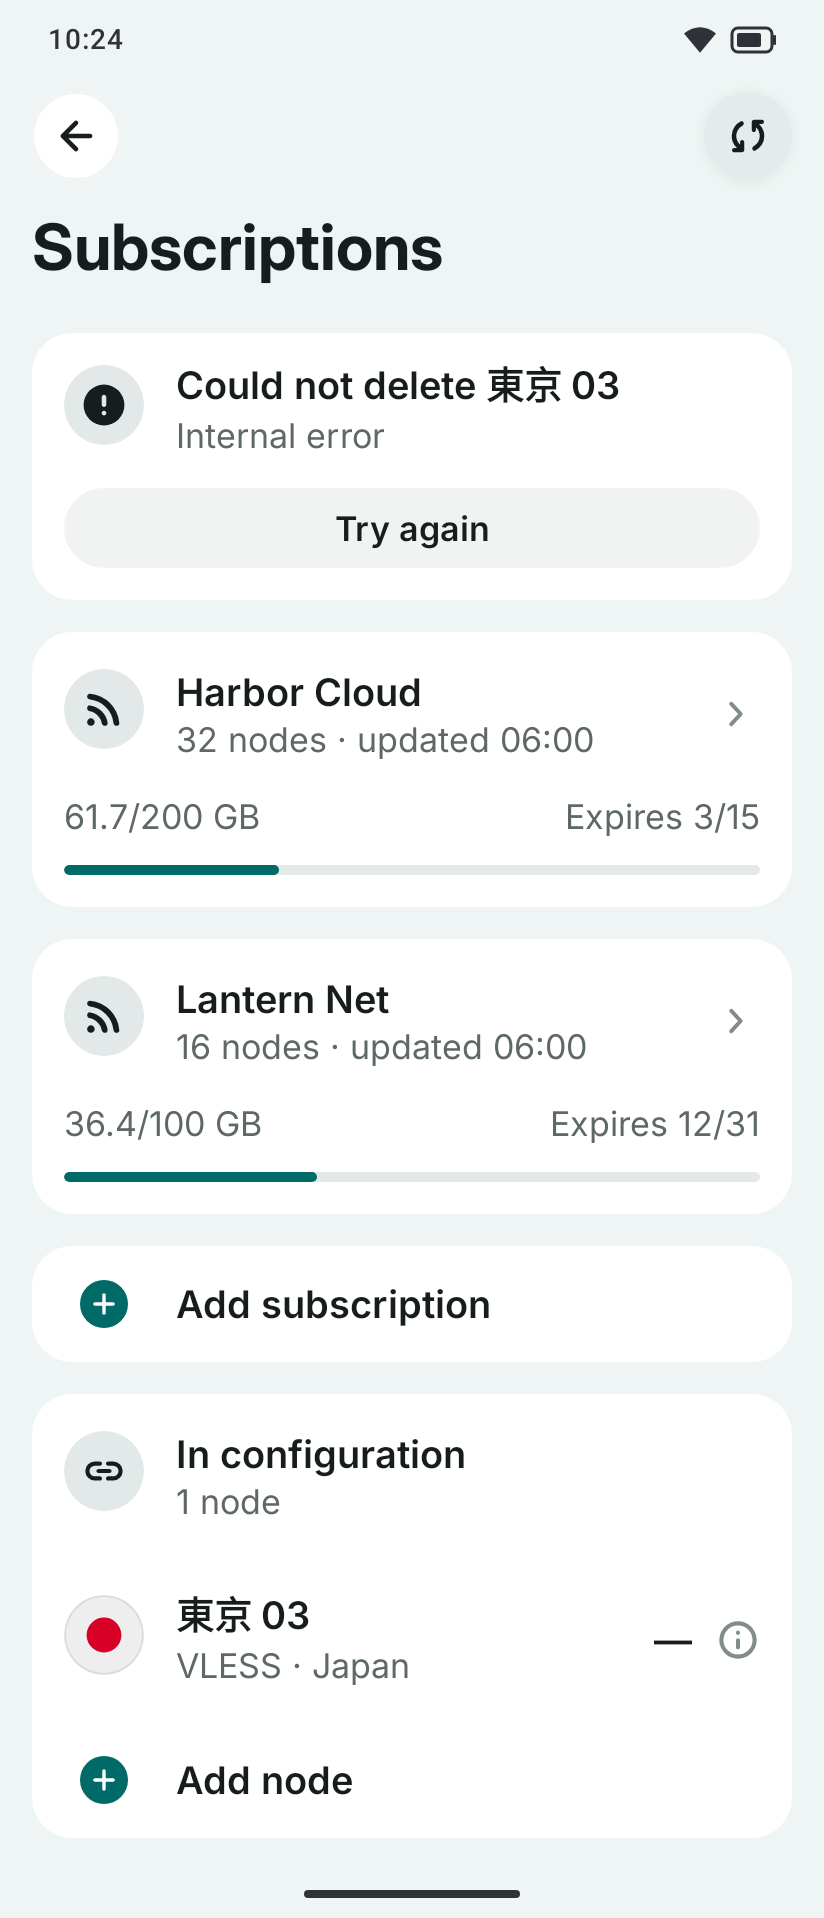 10:24
Subscriptions
Could not delete 東京 03
Internal error
Try again
Harbor Cloud
32 nodes · updated 06:00
61.7/200 GB
Expires 3/15
Lantern Net
16 nodes · updated 06:00
36.4/100 GB
Expires 12/31
Add subscription
In configuration
1 node
東京 03
—
VLESS · Japan
Add node